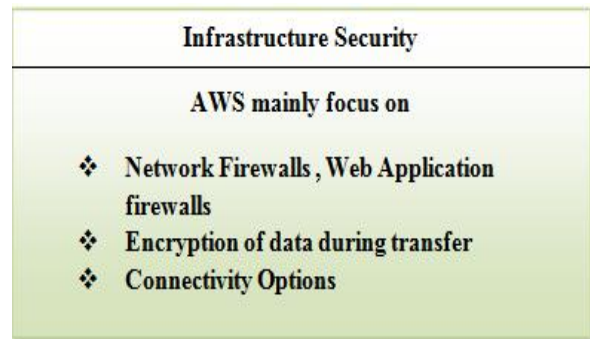 Infrastructure Security
AWS mainly focus on
❖ Network Firewalls , Web Application
firewalls
❖ Encryption of data during transfer
❖ Connectivity Options